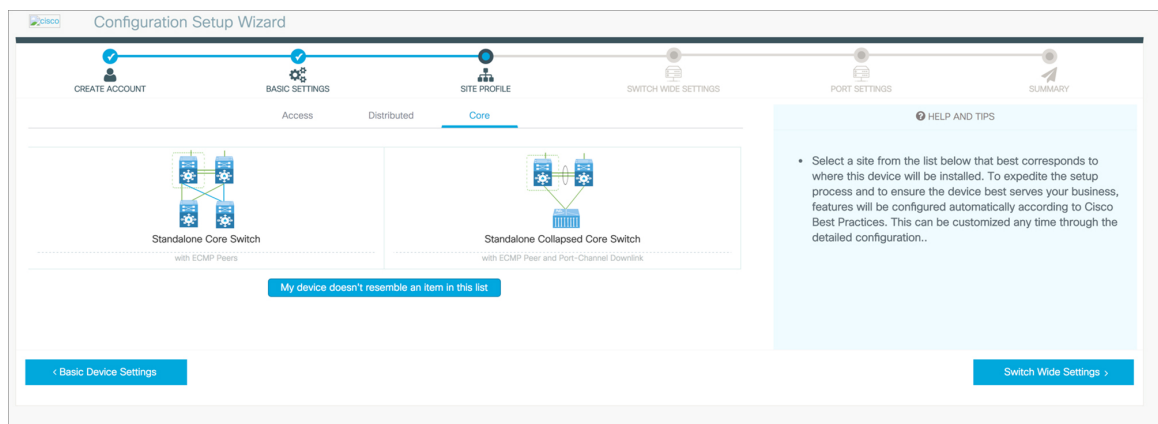 cisco
Configuration Setup Wizard
CREATE ACCOUNT
BASIC SETTINGS
SITE PROFILE
SWITCH WIDE SETTINGS
PORT SETTINGS
SUMMARY
Access
Distributed
Core
Standalone Core Switch
with ECMP Peers
Standalone Collapsed Core Switch
with ECMP Peer and Port-Channel Downlink
My device doesn't resemble an item in this list
HELP AND TIPS
• Select a site from the list below that best corresponds to
where this device will be installed. To expedite the setup
process and to ensure the device best serves your business,
features will be configured automatically according to Cisco
Best Practices. This can be customized any time through the
detailed configuration..
‹ Basic Device Settings
Switch Wide Settings ›